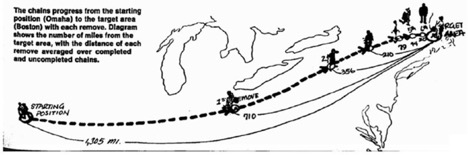 The chains progress from the starting
position (Omaha) to the target area
(Boston) with each remove. Diagram
shows the number of miles from the
target area, with the distance of each
remove averaged over completed
and uncompleted chains.
TARGET
AREA
79
210
356
1ST REMOVE
710
STARTING
POSITION
1,305 MI.